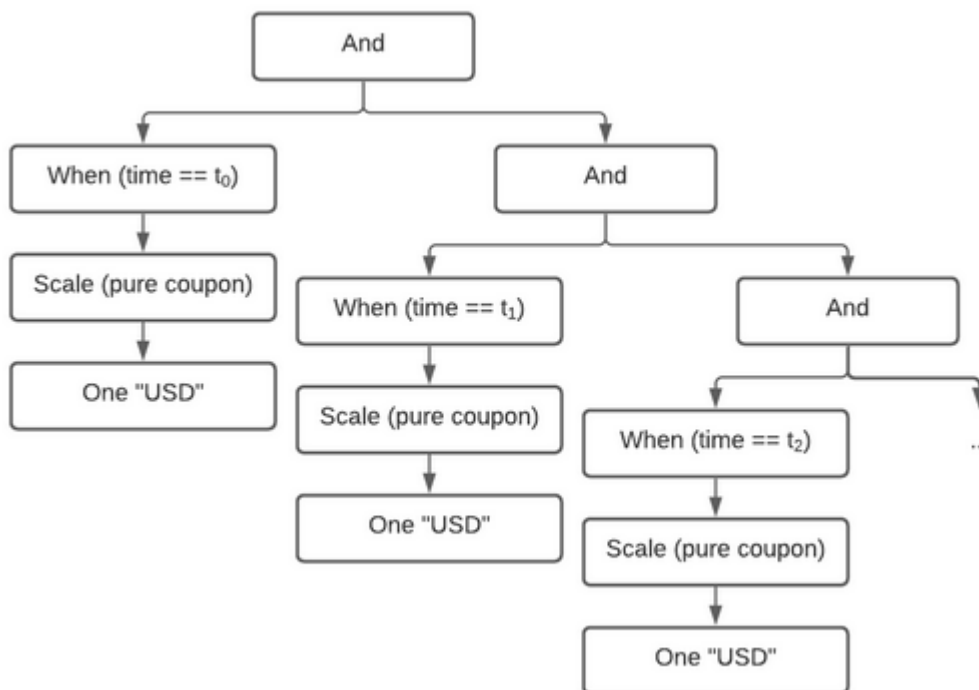 And
When (time == t₀)
And
Scale (pure coupon)
When (time == t₁)
And
One "USD"
Scale (pure coupon)
When (time == t₂)
..
One "USD"
Scale (pure coupon)
One "USD"